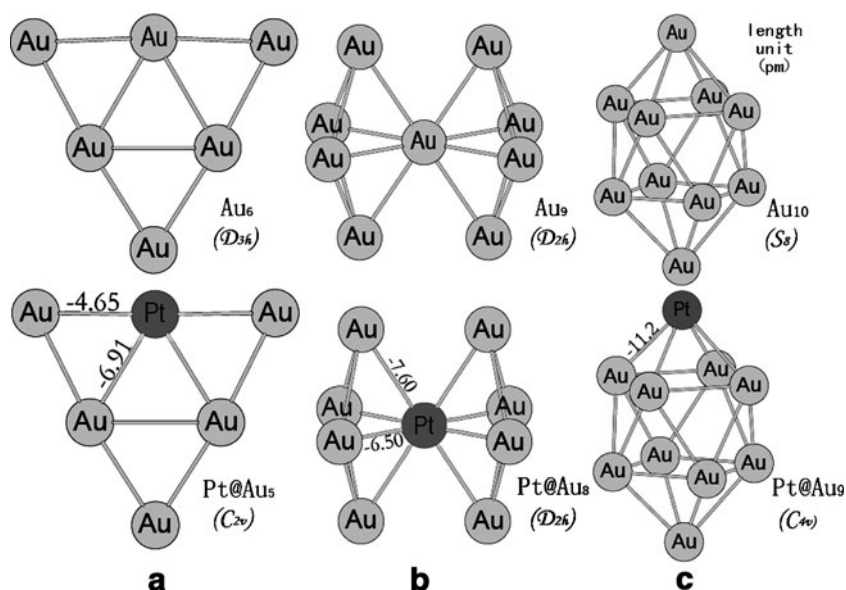 Au Au Au
Au Au
Au
Au₆
(D₃ₕ)
-4.65
Au Pt Au
-6.91
Au Au
Au
Pt@Au₅
(C₂ᵥ)
a
Au Au
Au Au Au
Au Au
Au Au
Au₉
(D₂ₕ)
Au Au
-7.60
Au Pt Au
Au -6.50 Au
Au Au
Pt@Au₈
(D₂ₕ)
b
length
unit
(pm)
Au
Au Au
Au Au
Au Au
Au Au
Au
Au₁₀
(S₈)
Pt
-11.2
Au Au
Au Au
Au Au
Au Au
Au
Pt@Au₉
(C₄ᵥ)
c